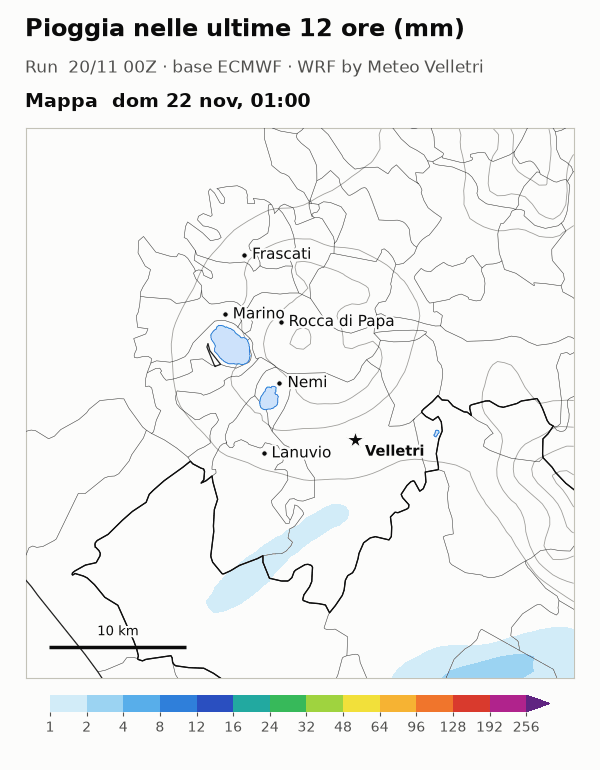 Pioggia nelle ultime 12 ore (mm)
Run  20/11 00Z · base ECMWF · WRF by Meteo Velletri
Mappa  dom 22 nov, 01:00
Frascati
Marino
Rocca di Papa
Nemi
Velletri
Lanuvio
10 km
1 2 4 8 12 16 24 32 48 64 96 128 192 256